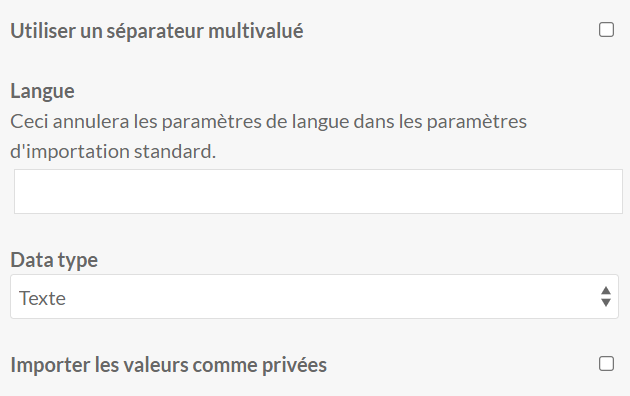 Utiliser un séparateur multivalué
Langue
Ceci annulera les paramètres de langue dans les paramètres
d'importation standard.
Data type
Texte
Importer les valeurs comme privées